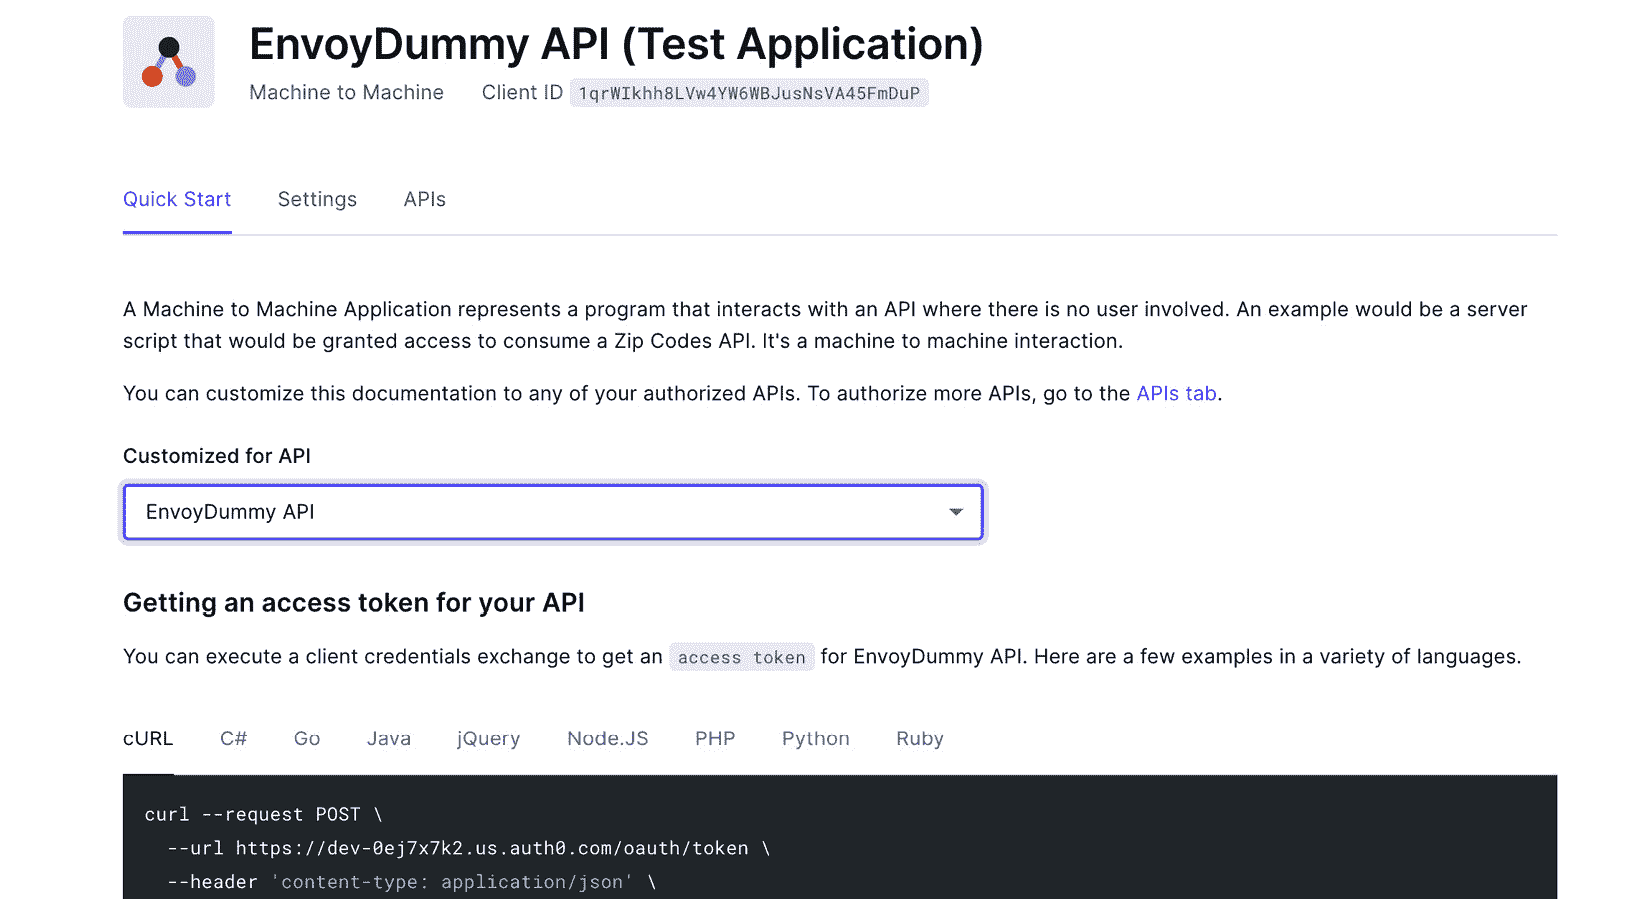 EnvoyDummy API (Test Application)
Machine to Machine Client ID 1qrWIkhh8LVw4YW6WBJusNsVA45FmDuP
Quick Start Settings APIs
A Machine to Machine Application represents a program that interacts with an API where there is no user involved. An example would be a server
script that would be granted access to consume a Zip Codes API. It's a machine to machine interaction.
You can customize this documentation to any of your authorized APIs. To authorize more APIs, go to the APIs tab.
Customized for API
EnvoyDummy API
Getting an access token for your API
You can execute a client credentials exchange to get an access token for EnvoyDummy API. Here are a few examples in a variety of languages.
cURL C# Go Java jQuery Node.JS PHP Python Ruby
curl --request POST \
--url https://dev-0ej7x7k2.us.auth0.com/oauth/token \
--header 'content-type: application/json' \